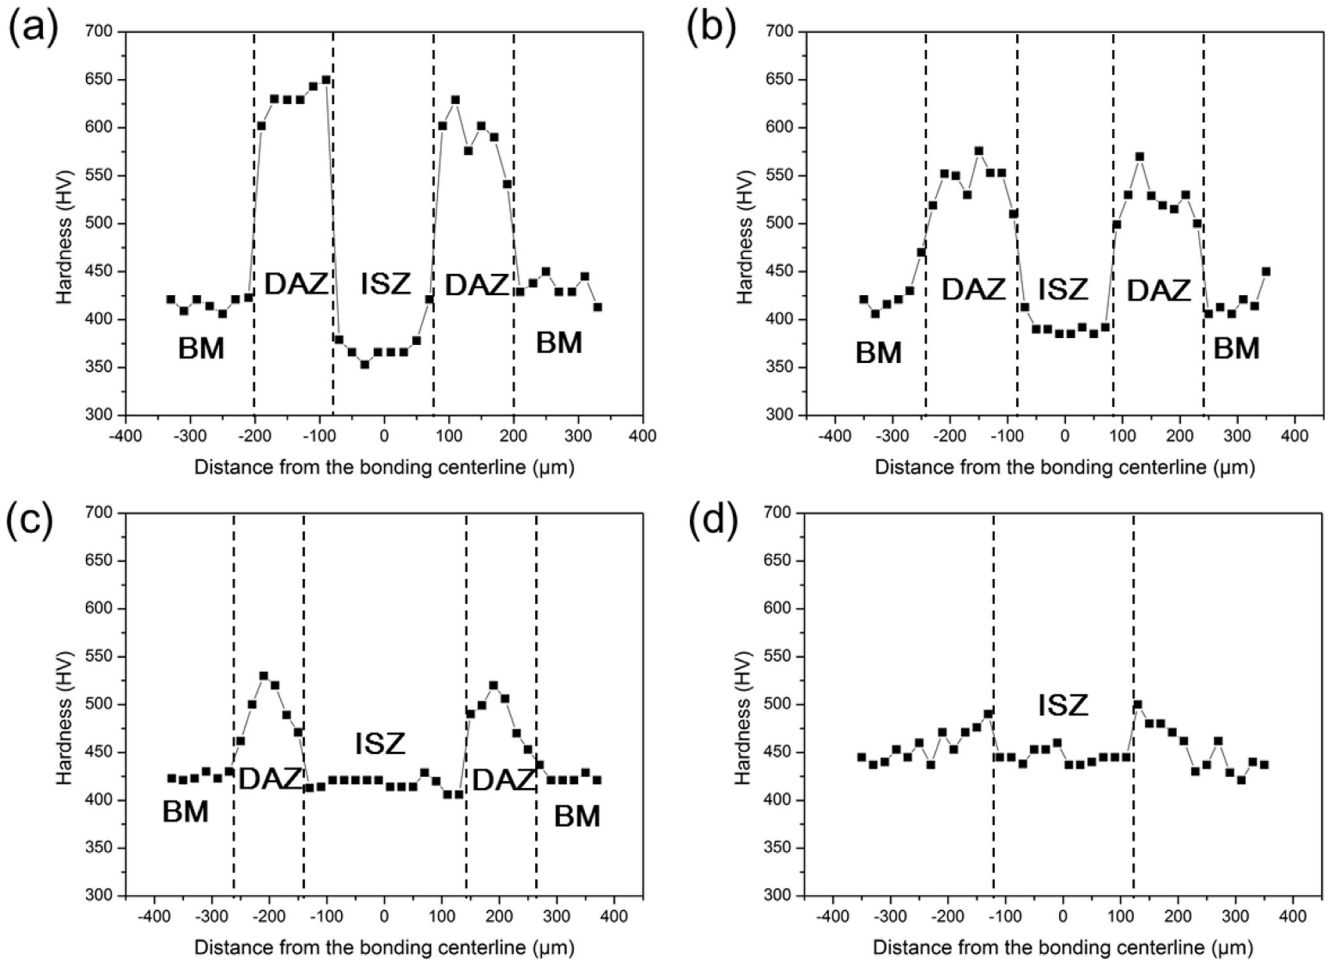 (a)
700
650
600
550
500
450
400
350
300
Hardness (HV)
DAZ ISZ DAZ
BM BM
-400 -300 -200 -100 0 100 200 300 400
Distance from the bonding centerline (µm)
(b)
700
650
600
550
500
450
400
350
300
Hardness (HV)
DAZ ISZ DAZ
BM BM
-400 -300 -200 -100 0 100 200 300 400
Distance from the bonding centerline (µm)
(c)
700
650
600
550
500
450
400
350
300
Hardness (HV)
ISZ
DAZ DAZ
BM BM
-400 -300 -200 -100 0 100 200 300 400
Distance from the bonding centerline (µm)
(d)
700
650
600
550
500
450
400
350
300
Hardness (HV)
ISZ
-400 -300 -200 -100 0 100 200 300 400
Distance from the bonding centerline (µm)